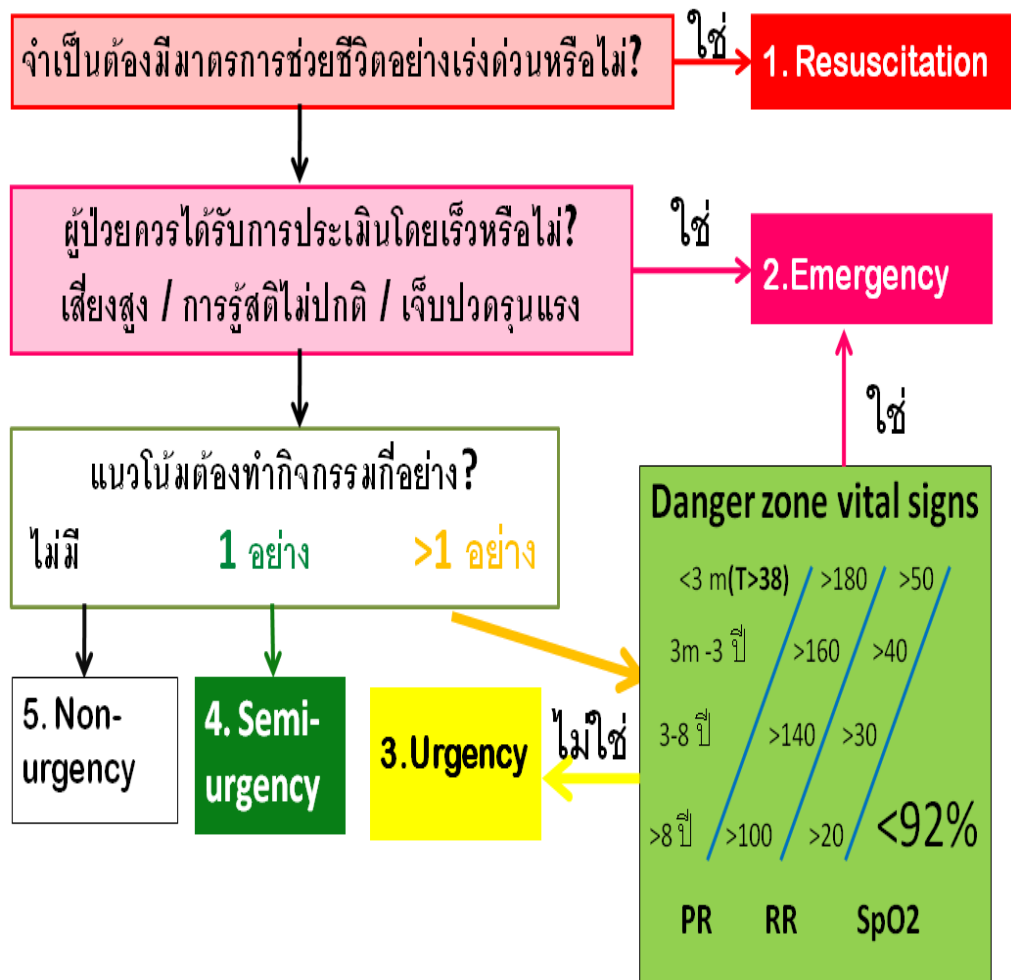 จำเป็นต้องมีมาตรการช่วยชีวิตอย่างเร่งด่วนหรือไม่?
ใช่
1. Resuscitation
ผู้ป่วยควรได้รับการประเมินโดยเร็วหรือไม่?
เสี่ยงสูง / การรู้สติไม่ปกติ / เจ็บปวดรุนแรง
ใช่
2.Emergency
ใช่
แนวโน้มต้องทำกิจกรรมกี่อย่าง?
ไม่มี 1 อย่าง >1 อย่าง
Danger zone vital signs
<3 m(T>38) >180 >50
3m -3 ปี >160 >40
3-8 ปี >140 >30
>8 ปี >100 >20 <92%
PR RR SpO2
5. Non-
urgency
4. Semi-
urgency
3.Urgency
ไม่ใช่